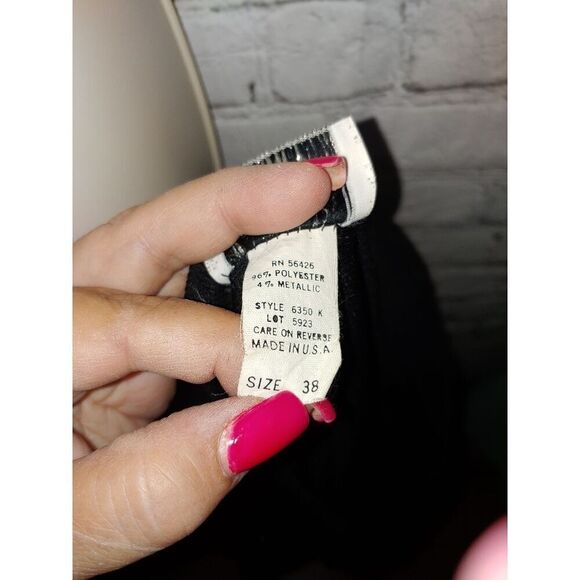 RN 56426
96% POLYESTER
4% METALLIC
STYLE 6350 K
LOT 5923
CARE ON REVERSE
MADE IN U.S.A.
SIZE 38